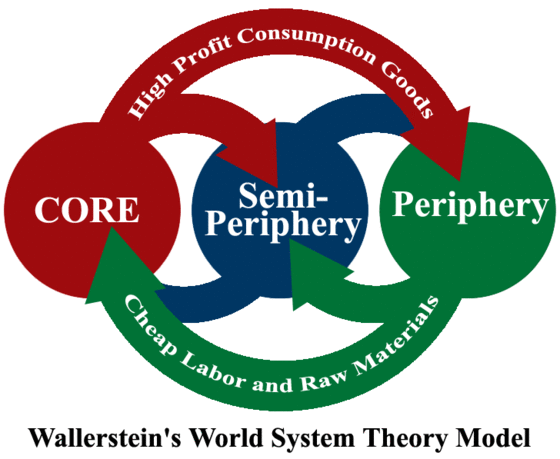 High Profit Consumption Goods
CORE
Semi-
Periphery
Periphery
Cheap Labor and Raw Materials
Wallerstein's World System Theory Model